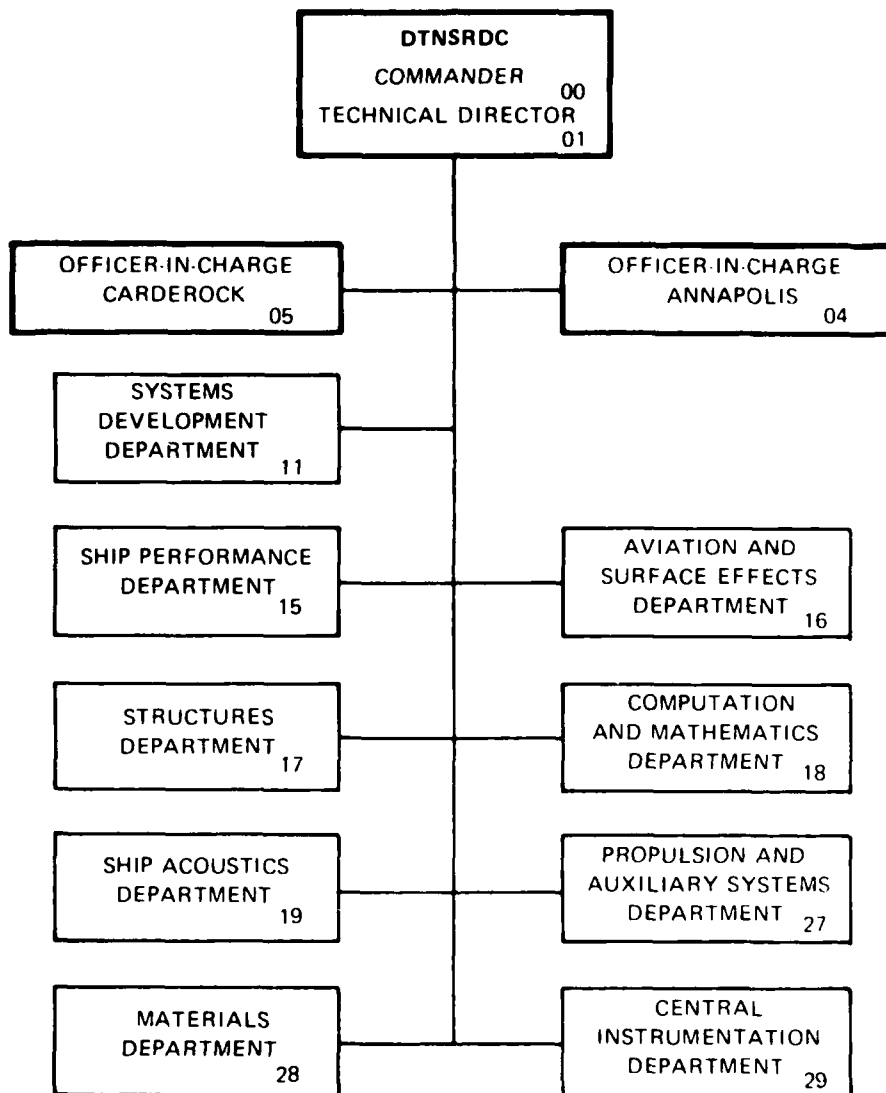 DTNSRDC
COMMANDER
00
TECHNICAL DIRECTOR
01
OFFICER-IN-CHARGE
CARDEROCK
05
OFFICER-IN-CHARGE
ANNAPOLIS
04
SYSTEMS
DEVELOPMENT
DEPARTMENT
11
SHIP PERFORMANCE
DEPARTMENT
15
AVIATION AND
SURFACE EFFECTS
DEPARTMENT
16
STRUCTURES
DEPARTMENT
17
COMPUTATION
AND MATHEMATICS
DEPARTMENT
18
SHIP ACOUSTICS
DEPARTMENT
19
PROPULSION AND
AUXILIARY SYSTEMS
DEPARTMENT
27
MATERIALS
DEPARTMENT
28
CENTRAL
INSTRUMENTATION
DEPARTMENT
29